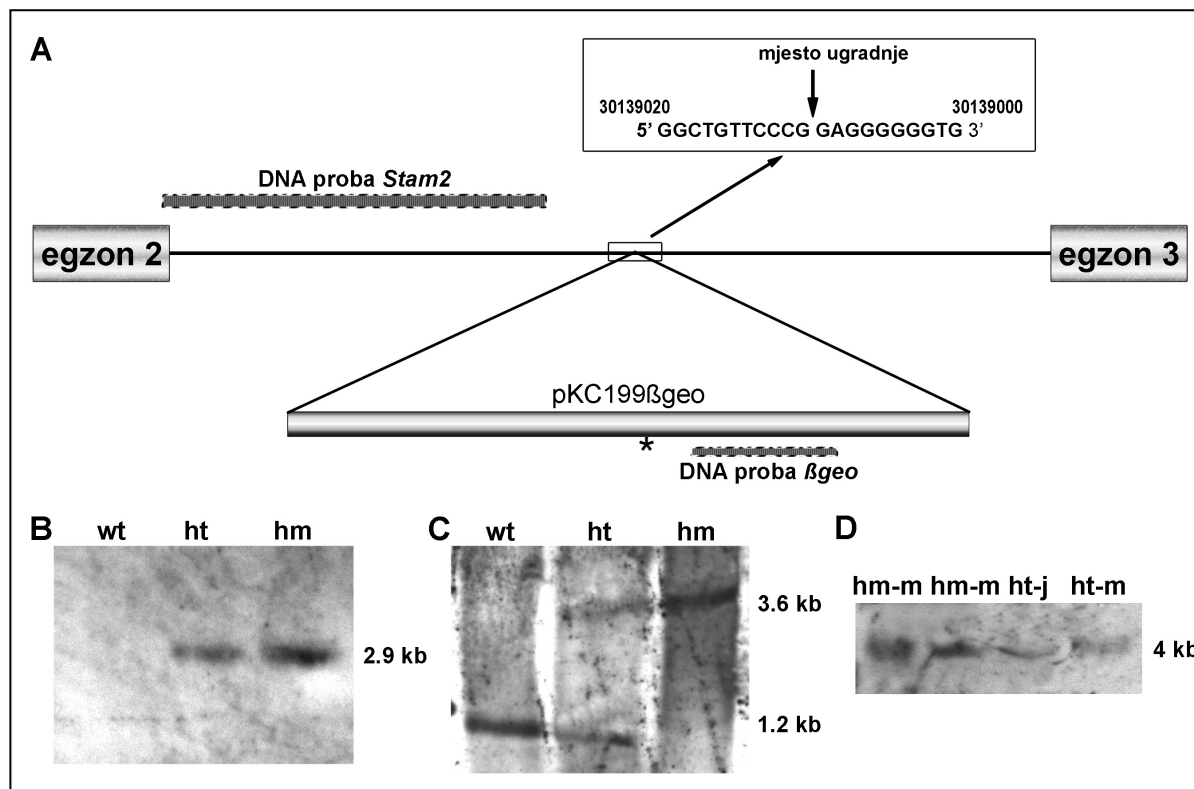 A
mjesto ugradnje
30139020 30139000
5’ GGCTGTTCCCG GAGGGGGGTG 3’
DNA proba Stam2
egzon 2 egzon 3
pKC199ßgeo
*
DNA proba ßgeo
B wt ht hm
2.9 kb
C wt ht hm
3.6 kb
1.2 kb
D
hm-m hm-m ht-j ht-m
4 kb